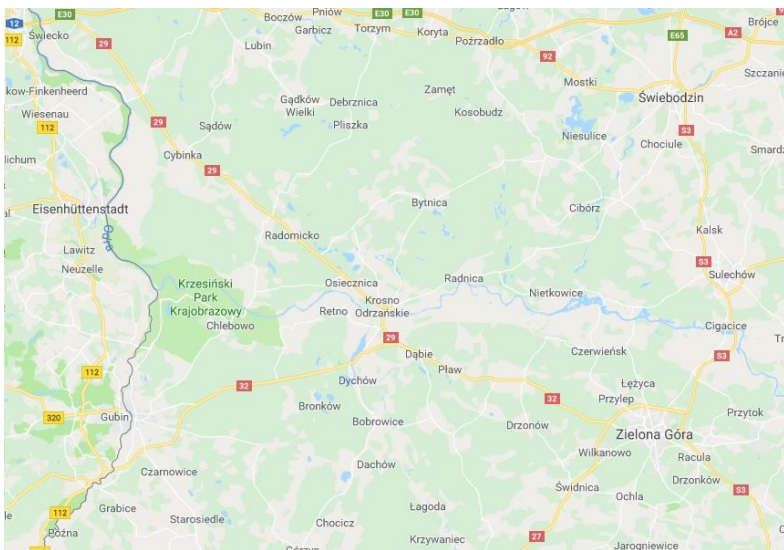 Pniów
Boczów
E30
E30
E30
Garbicz
Torzym
Koryta
Brójce
12
Świecko
112
29
Lubin
Pożrzadło
E65
A2
92
Mostki
Szczanie
kow-Finkenheerd
Gądków
Wielki
Debrznica
Zamęt
Świebodzin
Wiesenau
112
29
Sądów
Pliszka
Kosobudz
Niesulice
S3
Chociule
Smardz
lichum
Cybinka
29
Bytnica
Cibórz
Eisenhüttenstadt
Odra
Radomicko
Kalsk
Lawitz
Neuzelle
S3
Sulechów
Krzesiński
Park
Krajobrazowy
Osiecznica
Radnica
Nietkowice
Krosno
Odrzańskie
Retno
Chlebowo
Cigacice
29
Czerwieńsk
S3
Dąbie
Pław
112
32
Dychów
Łężyca
Przylep
32
Bronków
320
Gubin
Bobrowice
Drzonów
Przytok
Zielona Góra
Wilkanowo
Racula
Dachów
Czarnowice
Świdnica
Drzonków
S3
Ochla
Grabice
112
Starosiedle
Łagoda
Chocicz
27
Późna
Krzywaniec
Jarogniewice